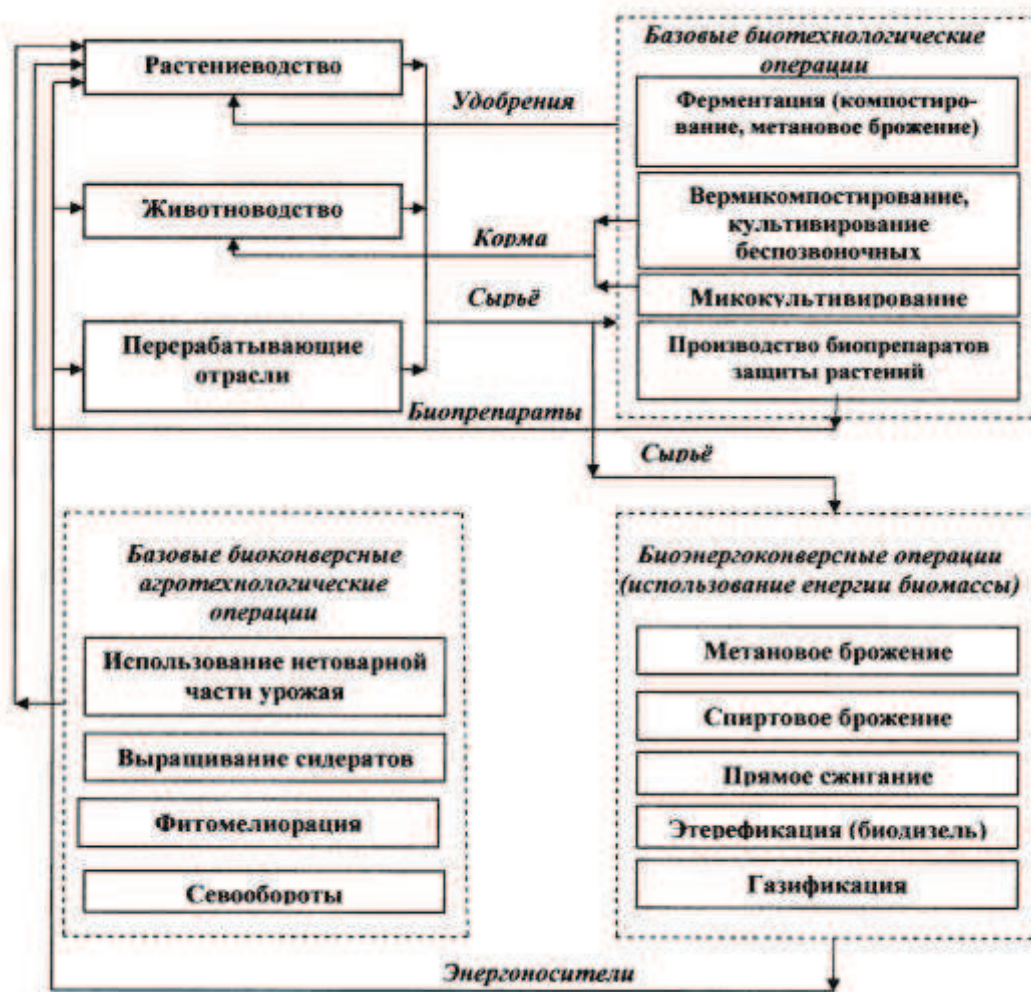 Растениеводство
Удобрения
Животноводство
Корма
Сырьё
Перерабатывающие
отрасли
Биопрепараты
Базовые биотехнологические
операции
Ферментация (компостиро-
вание, метановое брожение)
Вермикомпостирование,
культивирование
беспозвоночных
Микокультивирование
Производство биопрепаратов
защиты растений
Сырьё
Базовые биоконверсные
агротехнологические
операции
Использование нетоварной
части урожая
Выращивание сидератов
Фитомелиорация
Севообороты
Биоэнергоконверсные операции
(использование енергии биомассы)
Метановое брожение
Спиртовое брожение
Прямое сжигание
Этерефикация (биодизель)
Газификация
Энергоносители